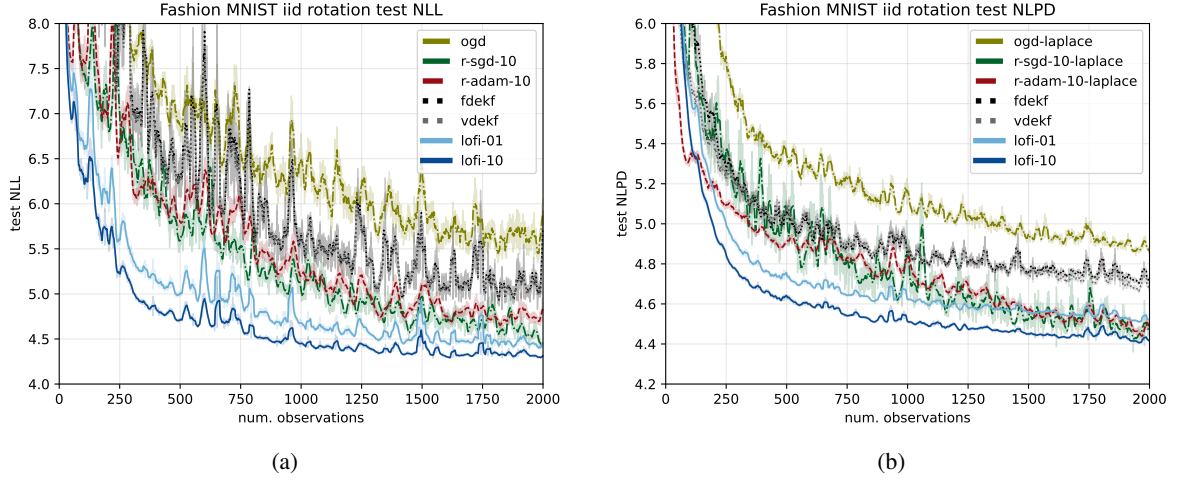 Fashion MNIST iid rotation test NLL
8.0
7.5
7.0
6.5
6.0
5.5
5.0
4.5
4.0
test NLL
0 250 500 750 1000 1250 1500 1750 2000
num. observations
ogd
r-sgd-10
r-adam-10
fdekf
vdekf
lofi-01
lofi-10
(a)
Fashion MNIST iid rotation test NLPD
6.0
5.8
5.6
5.4
5.2
5.0
4.8
4.6
4.4
4.2
test NLPD
0 250 500 750 1000 1250 1500 1750 2000
num. observations
ogd-laplace
r-sgd-10-laplace
r-adam-10-laplace
fdekf
vdekf
lofi-01
lofi-10
(b)